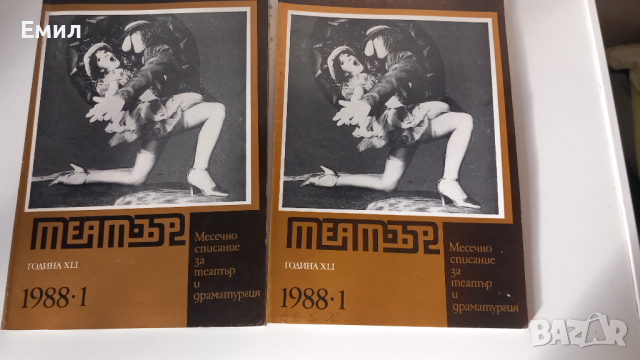 Емил
ТЕАТЪР
ГОДИНА XLI
1988·1
Месечно
списание
за
театър
и
драматургия
ТЕАТЪР
ГОДИНА XLI
1988·1
Месечно
списание
за
театър
и
драматургия
BAZAR